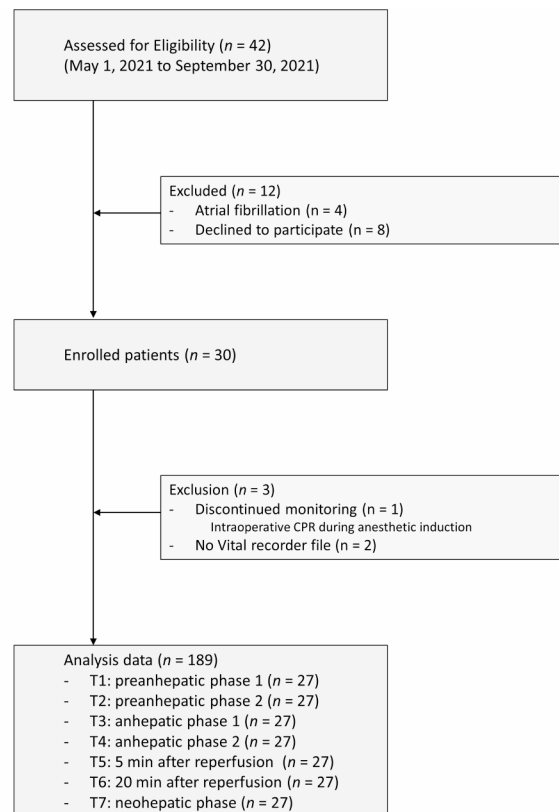 Assessed for Eligibility (n = 42)
(May 1, 2021 to September 30, 2021)
Excluded (n = 12)
- Atrial fibrillation (n = 4)
- Declined to participate (n = 8)
Enrolled patients (n = 30)
Exclusion (n = 3)
- Discontinued monitoring (n = 1)
Intraoperative CPR during anesthetic induction
- No Vital recorder file (n = 2)
Analysis data (n = 189)
- T1: preanhepatic phase 1 (n = 27)
- T2: preanhepatic phase 2 (n = 27)
- T3: anhepatic phase 1 (n = 27)
- T4: anhepatic phase 2 (n = 27)
- T5: 5 min after reperfusion (n = 27)
- T6: 20 min after reperfusion (n = 27)
- T7: neohepatic phase (n = 27)